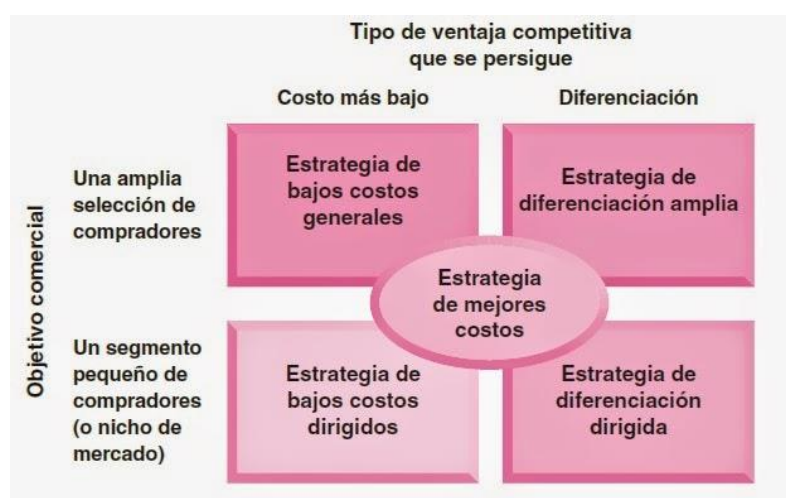 Tipo de ventaja competitiva
que se persigue
Costo más bajo
Diferenciación
Objetivo comercial
Una amplia
selección de
compradores
Estrategia de
bajos costos
generales
Estrategia de
diferenciación amplia
Estrategia
de mejores
costos
Un segmento
pequeño de
compradores
(o nicho de
mercado)
Estrategia de
bajos costos
dirigidos
Estrategia de
diferenciación
dirigida